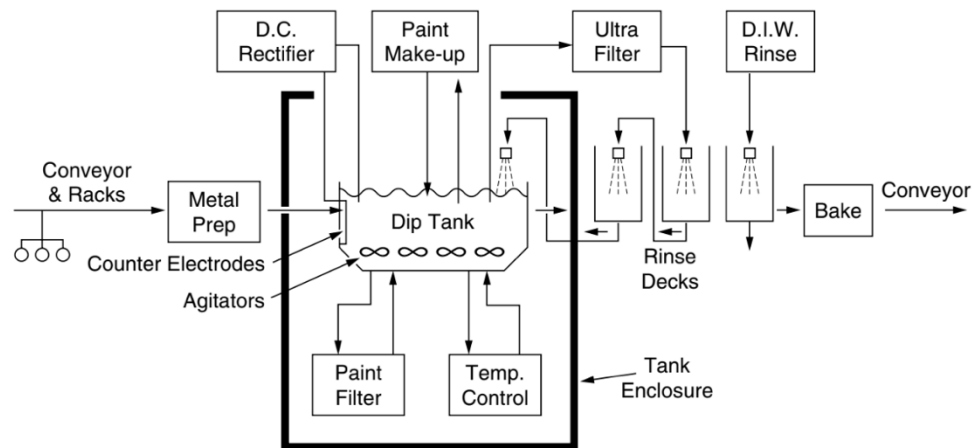 D.C.
Rectifier
Paint
Make-up
Ultra
Filter
D.I.W.
Rinse
Conveyor
& Racks
Metal
Prep
Dip Tank
Counter Electrodes
Agitators
Rinse
Decks
Bake
Conveyor
Paint
Filter
Temp.
Control
Tank
Enclosure